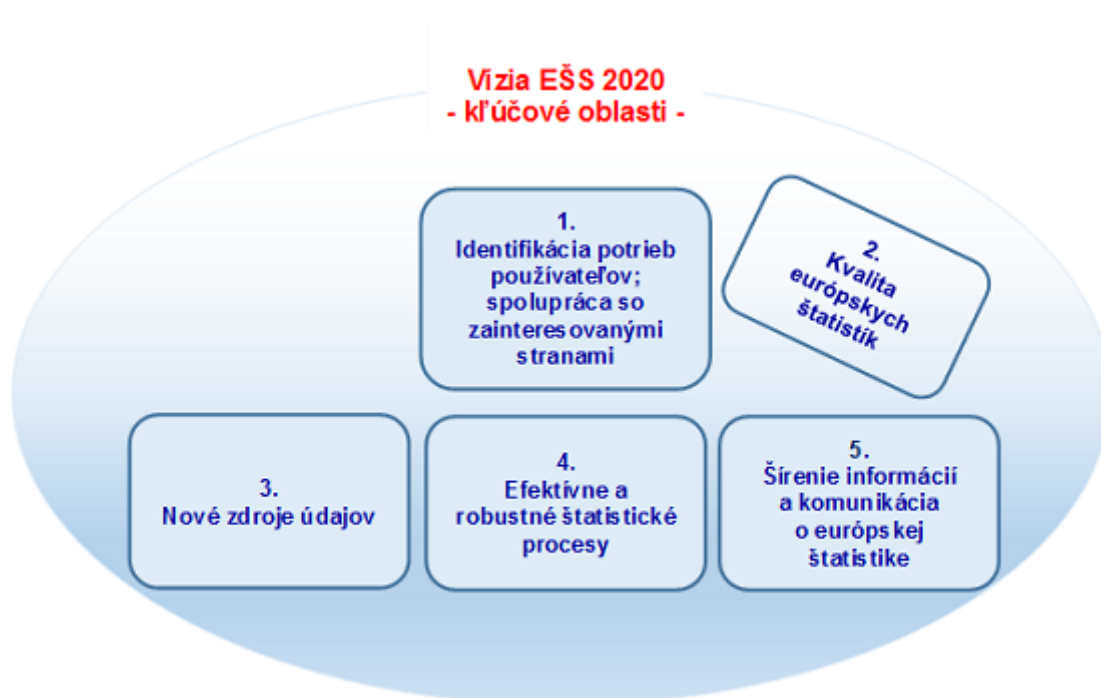 Vízia EŠS 2020
- kľúčové oblasti -
1.
Identifikácia potrieb
používateľov;
spolupráca so
zainteresovanými
stranami
2.
Kvalita
európskych
štatistík
3.
Nové zdroje údajov
4.
Efektívne a
robustné štatistické
procesy
5.
Šírenie informácií
a komunikácia
o európskej
štatistike